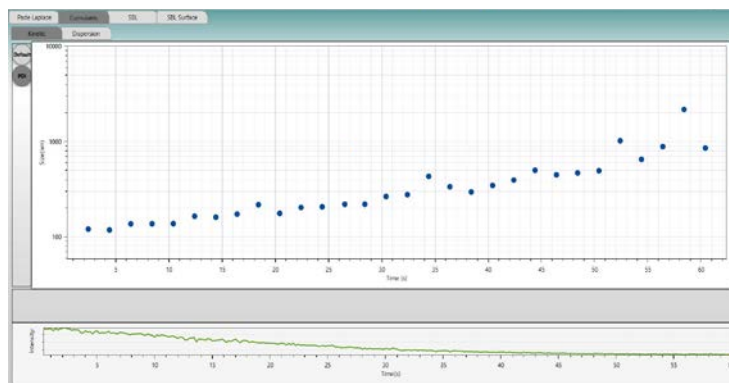 Pade Laplace Cumulants SBL SBL Surface
Kinetic Dispersion
Default
PDI
10000
1000
100
Size(nm)
5 10 15 20 25 30 35 40 45 50 55 60
Time (s)
Intensity
5 10 15 20 25 30 35 40 45 50 55
Time(s)